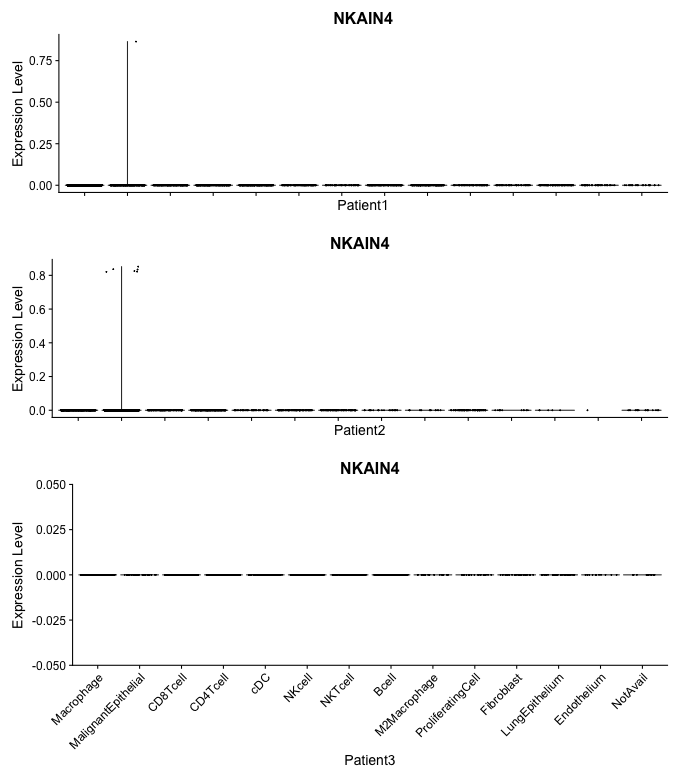 NKAIN4
Expression Level
0.75
0.50
0.25
0.00
Patient1
NKAIN4
Expression Level
0.8
0.6
0.4
0.2
0.0
Patient2
NKAIN4
Expression Level
0.050
0.025
0.000
-0.025
-0.050
Macrophage
MalignantEpithelial
CD8Tcell
CD4Tcell
cDC
NKcell
NKTcell
Bcell
M2Macrophage
ProliferatingCell
Fibroblast
LungEpithelium
Endothelium
NotAvail
Patient3